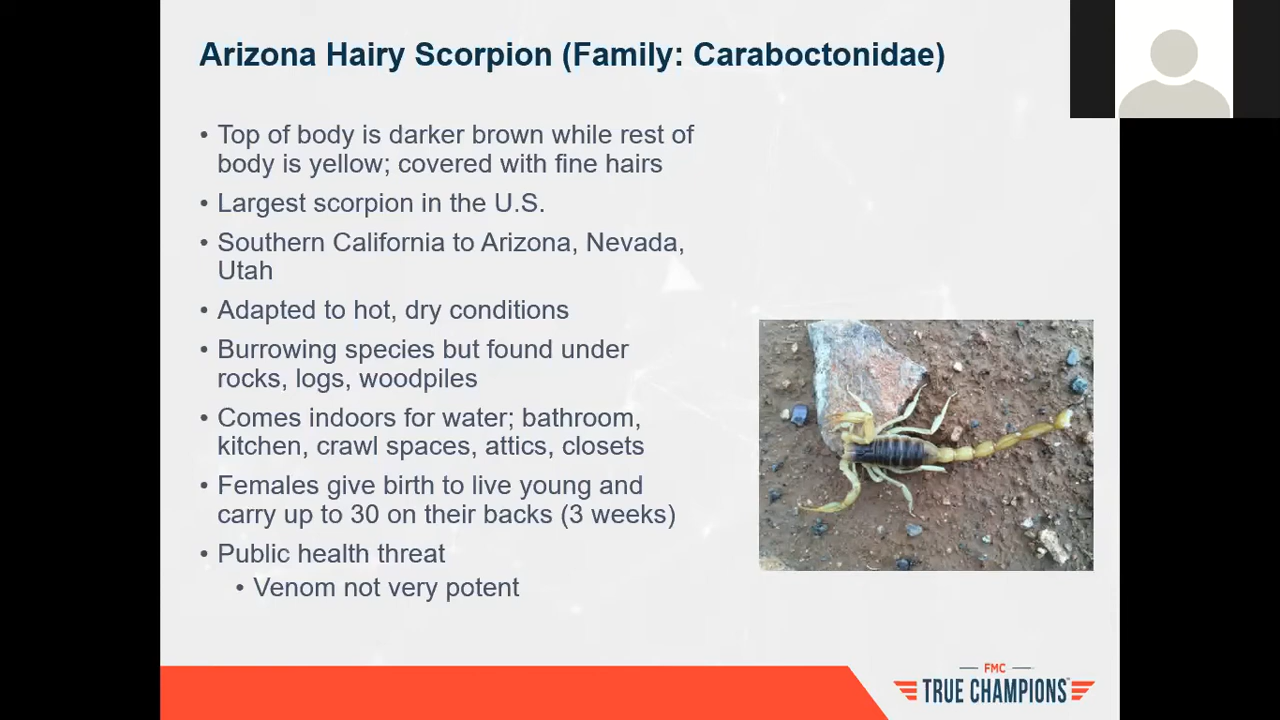 Arizona Hairy Scorpion (Family: Caraboctonidae)
• Top of body is darker brown while rest of
body is yellow; covered with fine hairs
• Largest scorpion in the U.S.
• Southern California to Arizona, Nevada,
Utah
• Adapted to hot, dry conditions
• Burrowing species but found under
rocks, logs, woodpiles
• Comes indoors for water; bathroom,
kitchen, crawl spaces, attics, closets
• Females give birth to live young and
carry up to 30 on their backs (3 weeks)
• Public health threat
• Venom not very potent
FMC
TRUE CHAMPIONS™